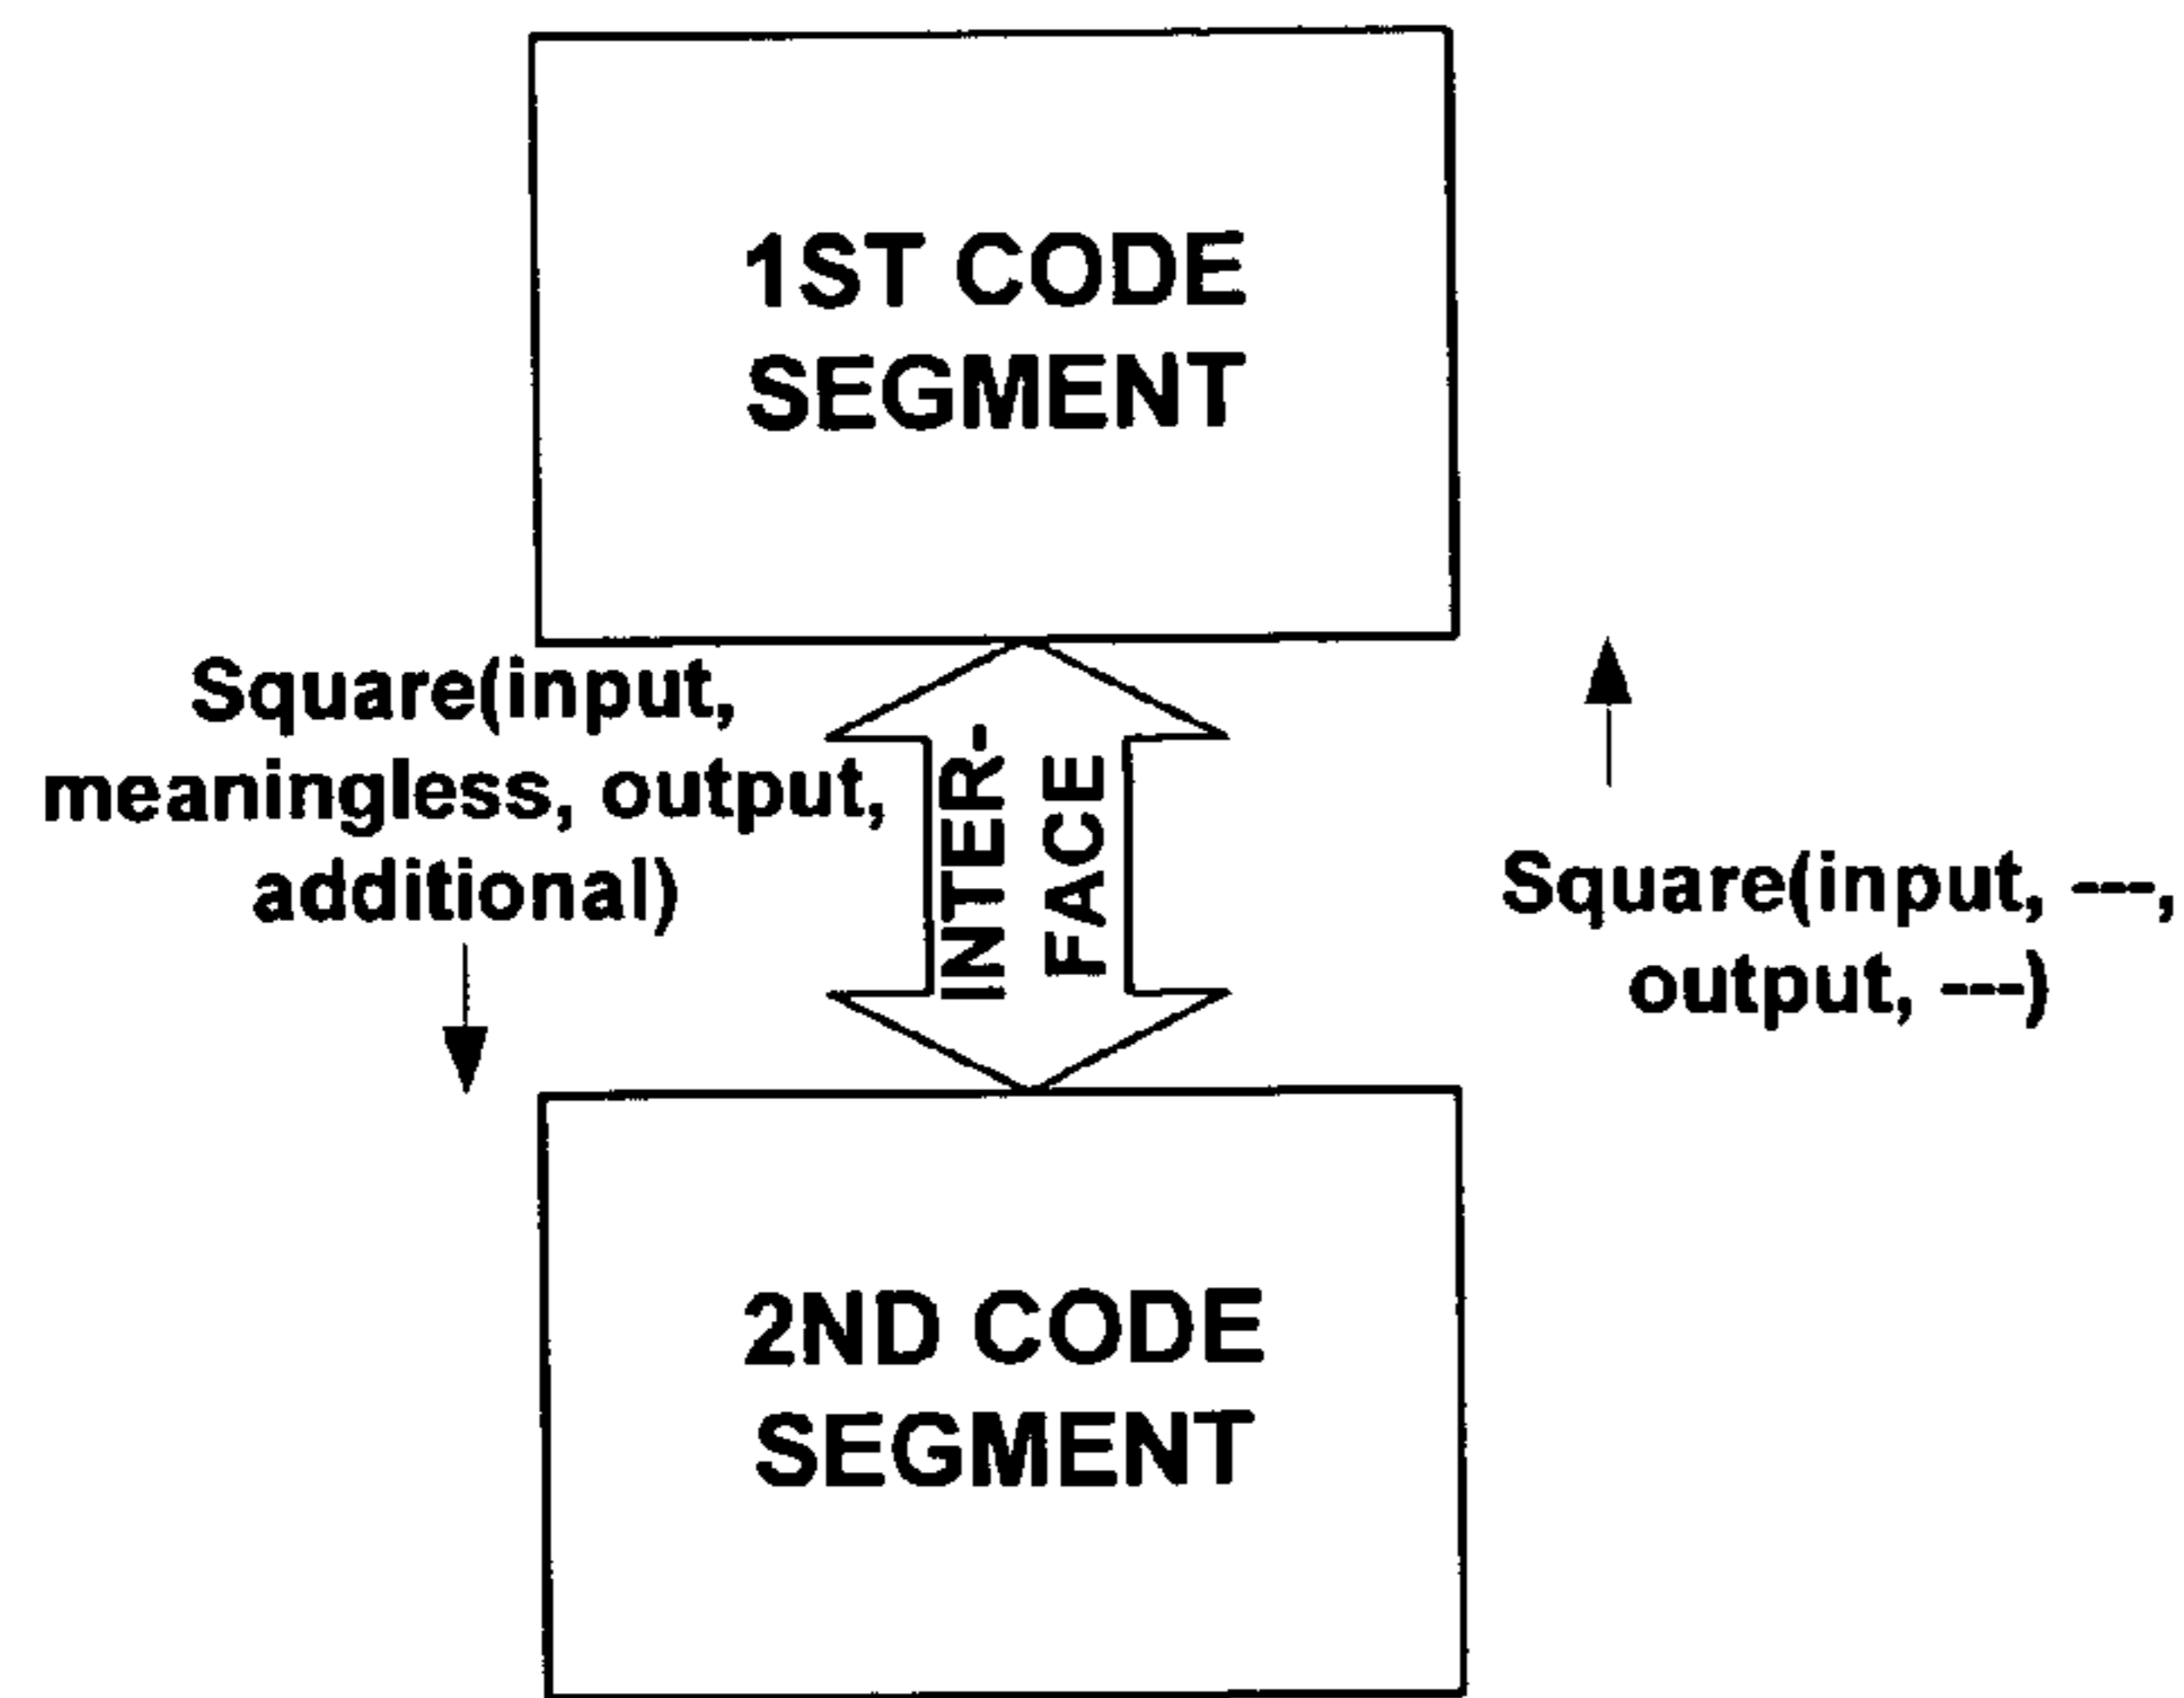 1ST CODE
SEGMENT
Square(input,
meaningless, output,
additional)
INTER-
FACE
Square(input, ---,
output, ---)
2ND CODE
SEGMENT